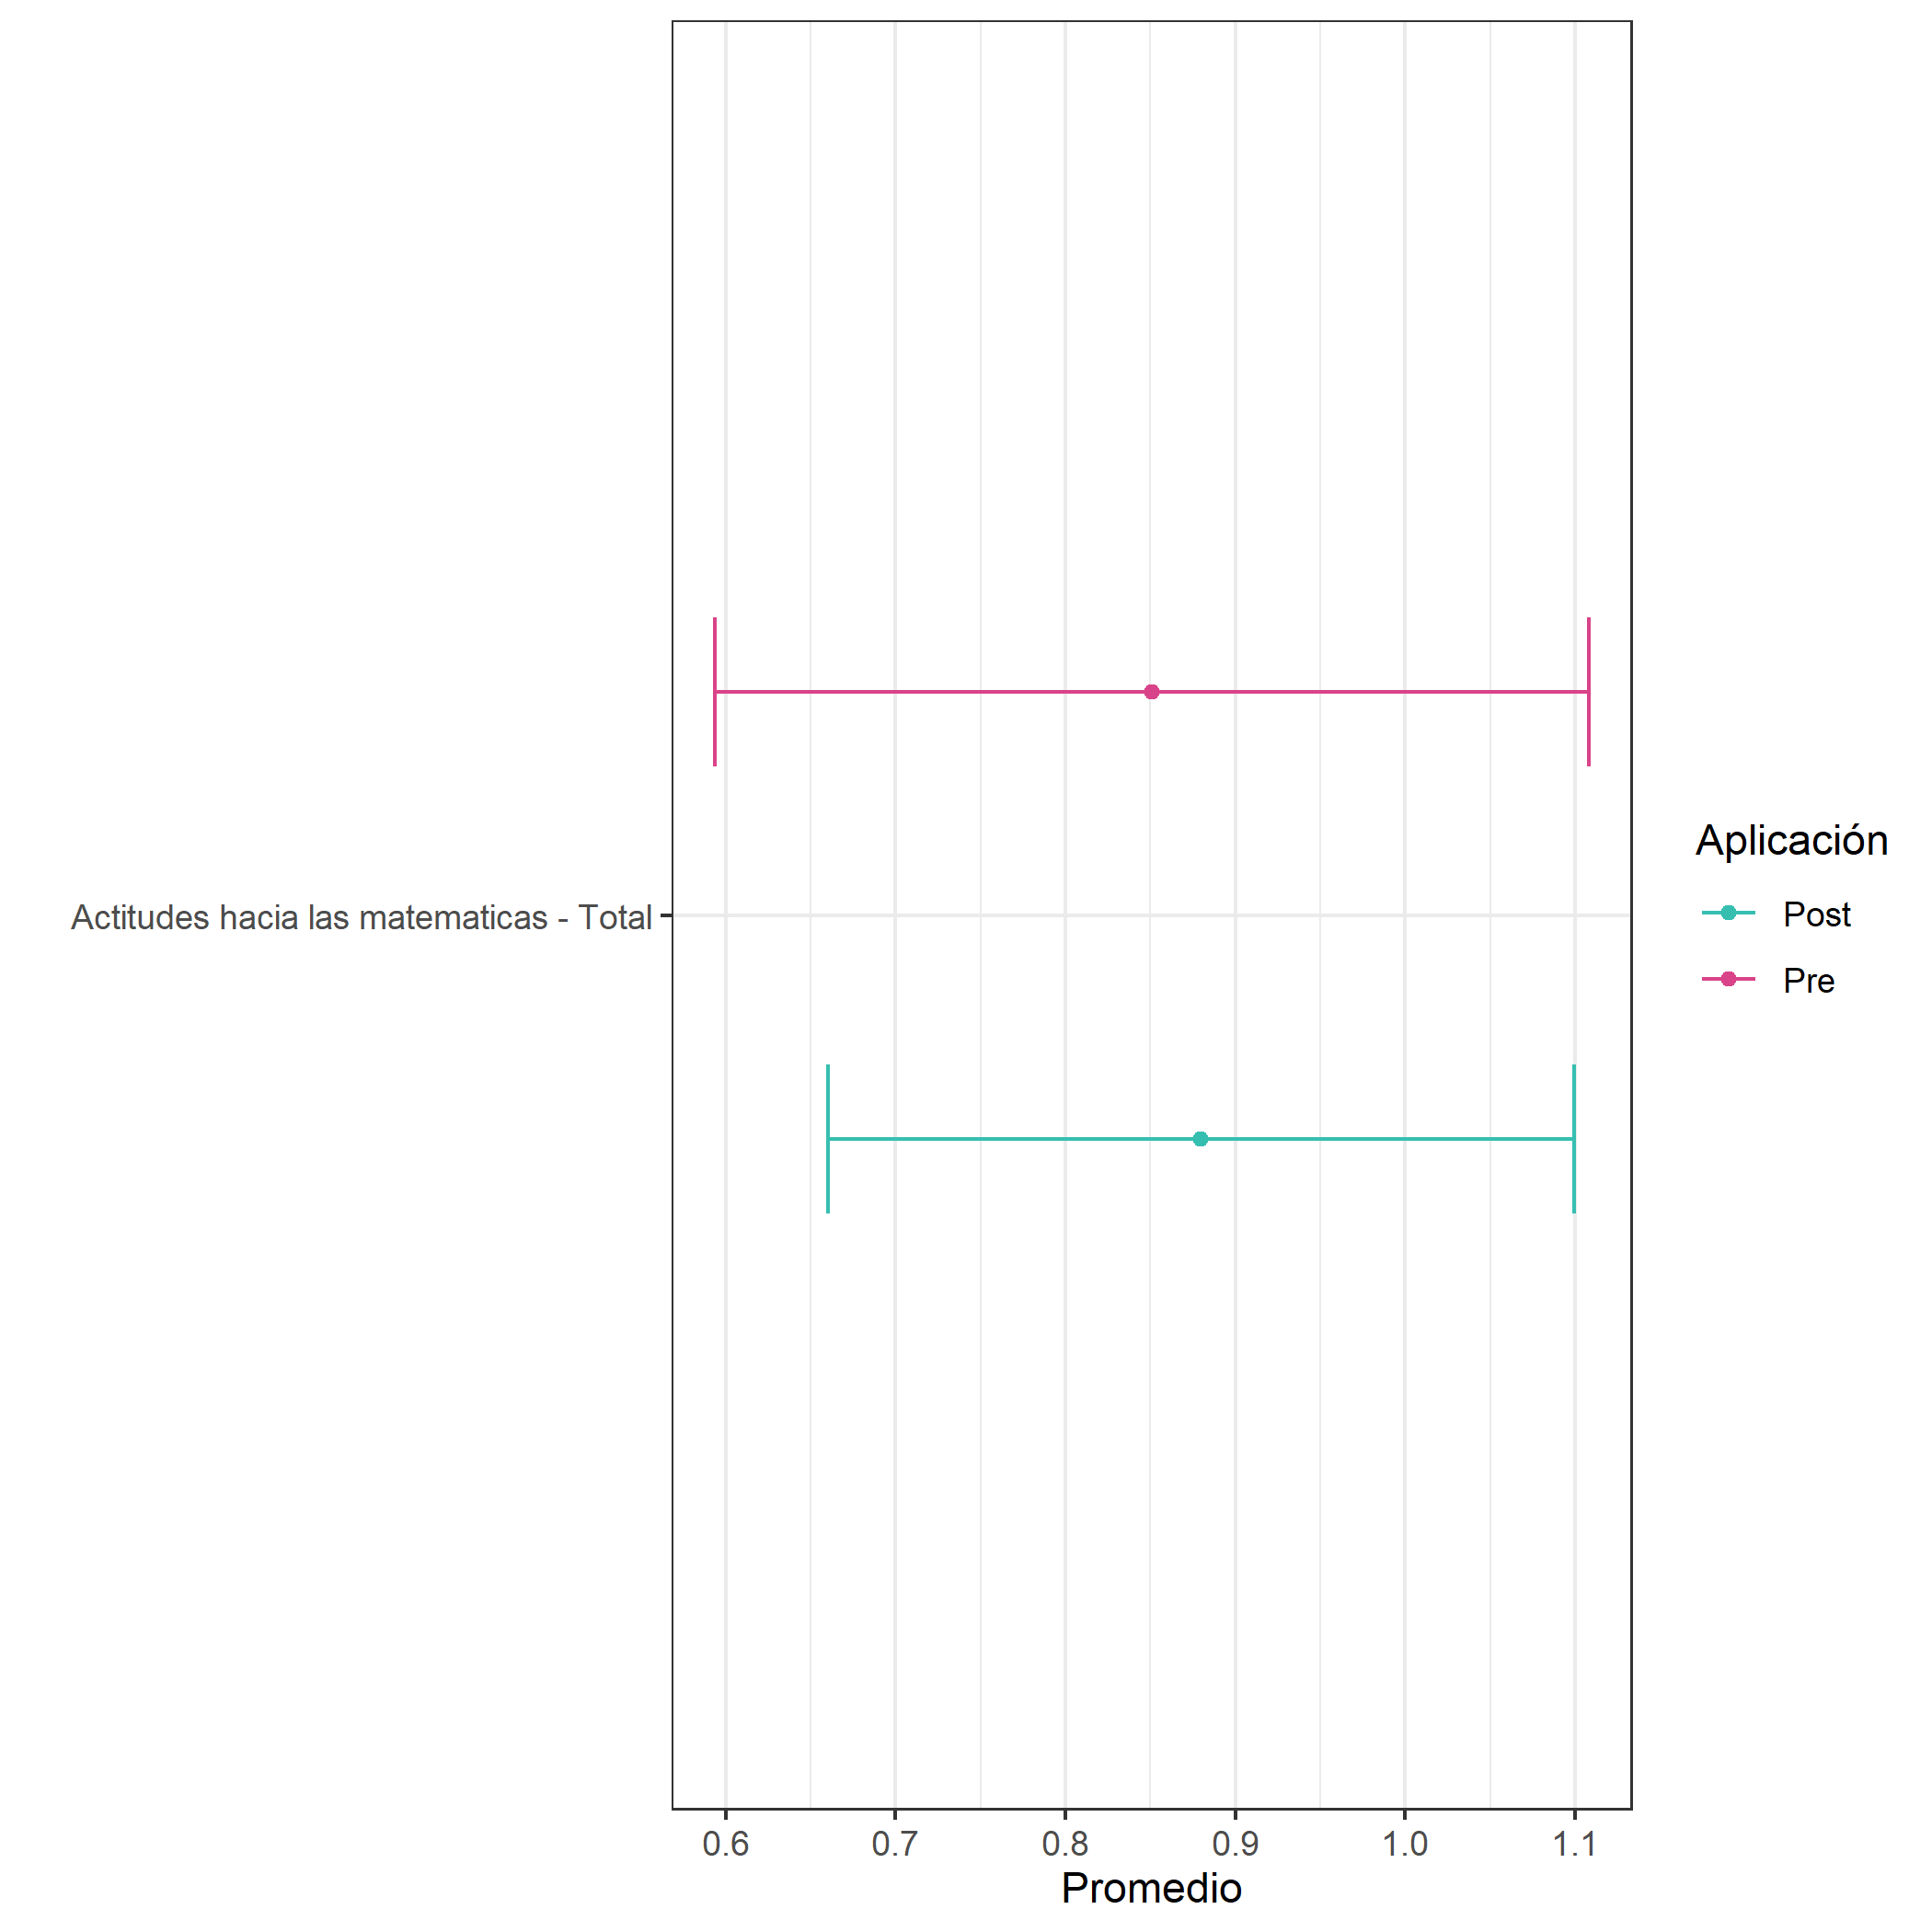 Actitudes hacia las matematicas - Total
Aplicación
Post
Pre
0.6 0.7 0.8 0.9 1.0 1.1
Promedio